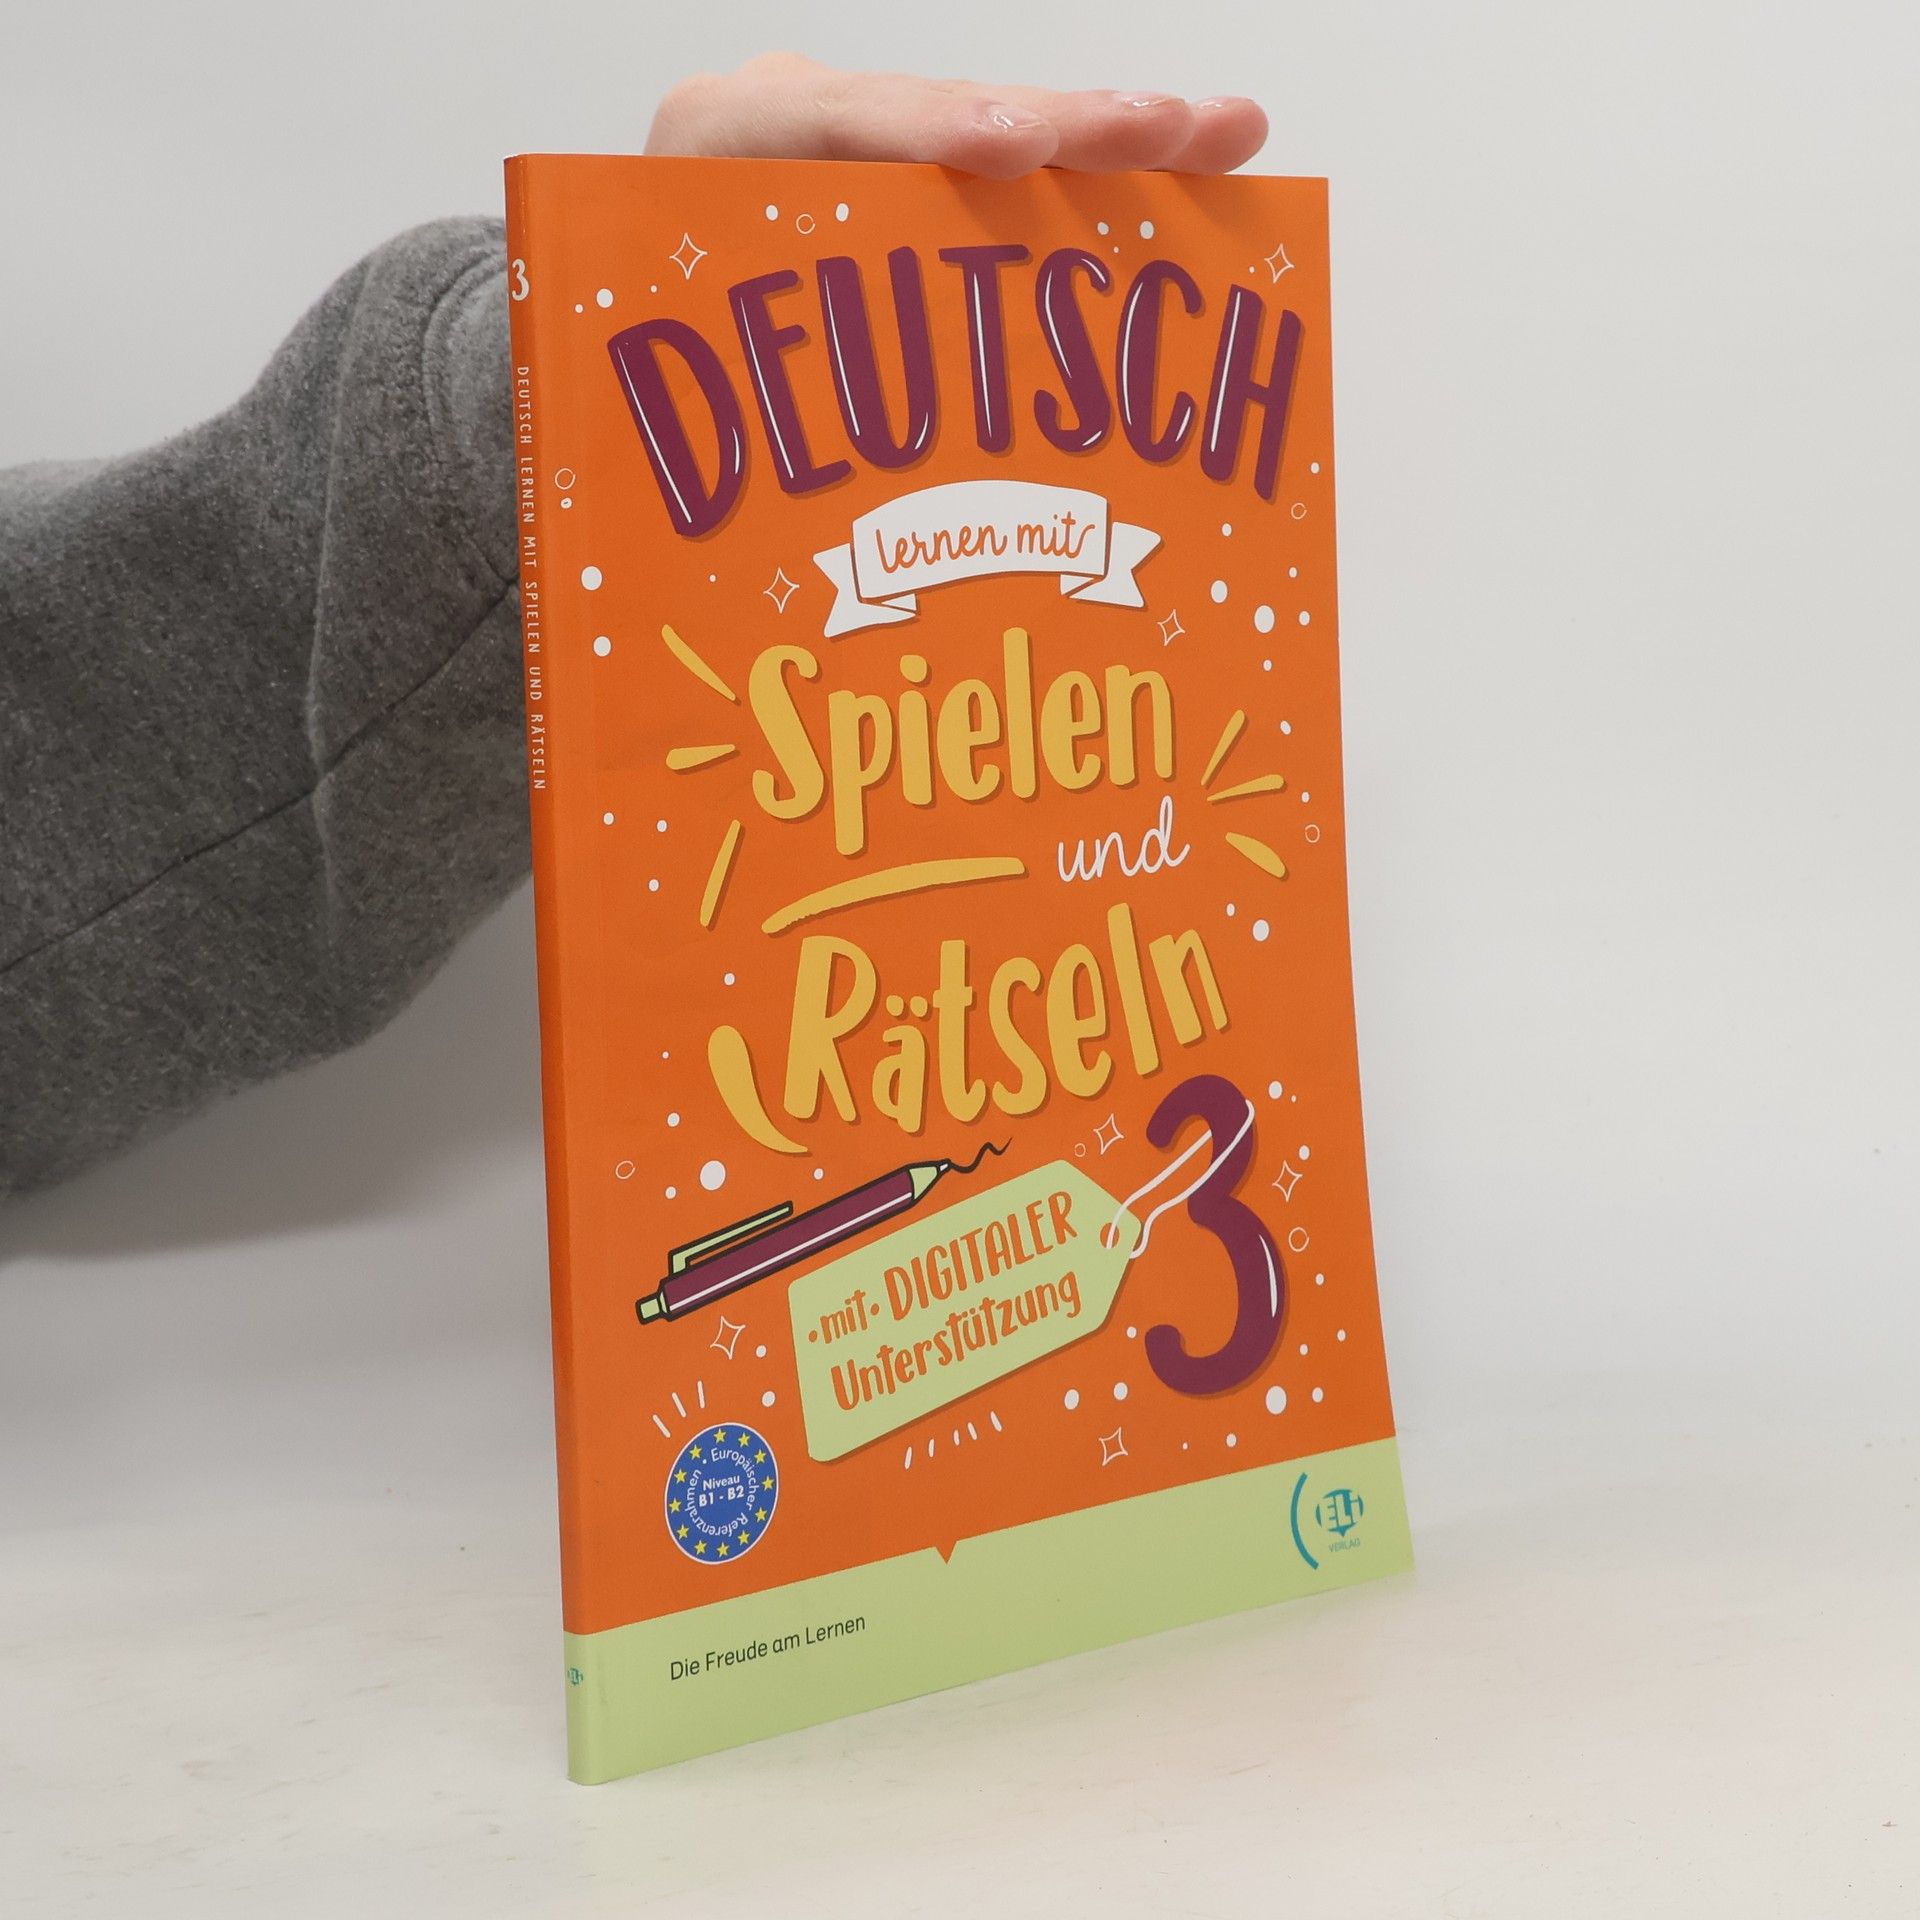 3
DEUTSCH LERNEN MIT SPIELEN UND RÄTSELN
ELI
DEUTSCH
lernen mit
Spielen
und
Rätseln
3
•mit• DIGITALER
Unterstützung
• Europäischer Referenzrahmen
Niveau
B1 - B2
ELI
VERLAG
Die Freude am Lernen